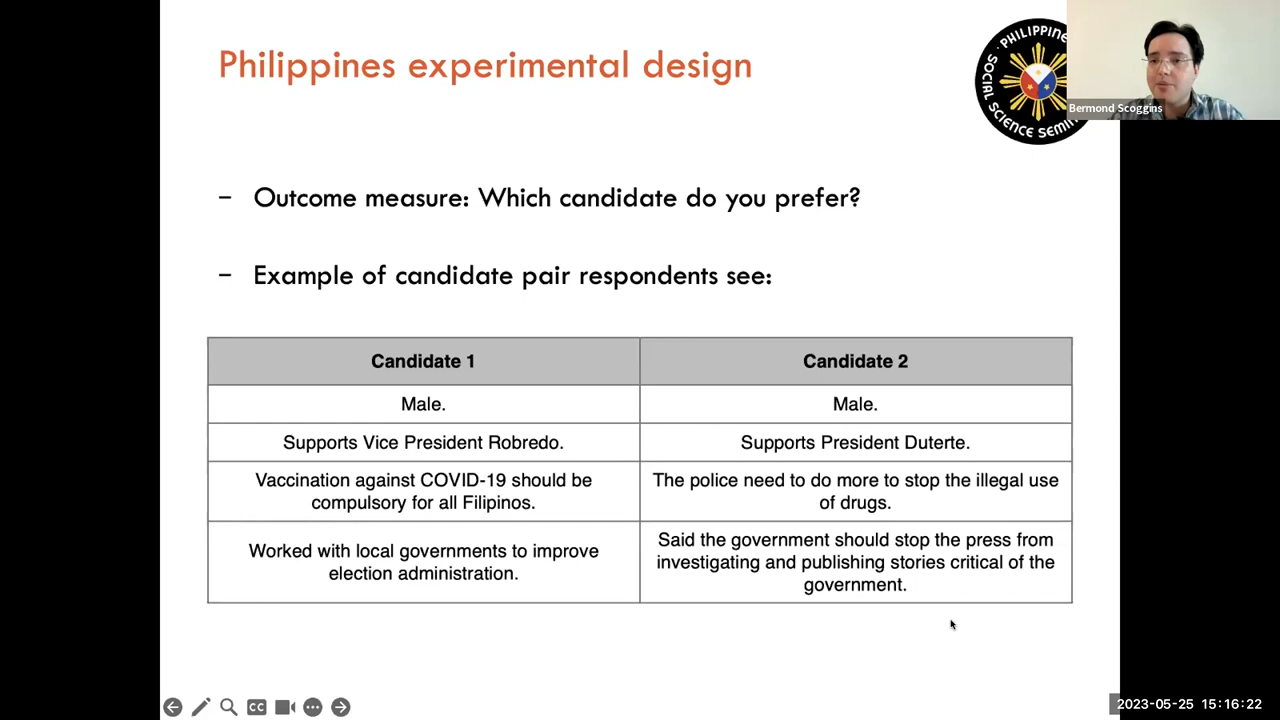 Philippines experimental design
PHILIPPINE
SOCIAL SCIENCE SEMI
Bermond Scoggins
– Outcome measure: Which candidate do you prefer?
– Example of candidate pair respondents see:
Candidate 1
Candidate 2
Male.
Male.
Supports Vice President Robredo.
Supports President Duterte.
Vaccination against COVID-19 should be
compulsory for all Filipinos.
The police need to do more to stop the illegal use
of drugs.
Worked with local governments to improve
election administration.
Said the government should stop the press from
investigating and publishing stories critical of the
government.
CC
2023-05-25 15:16:22